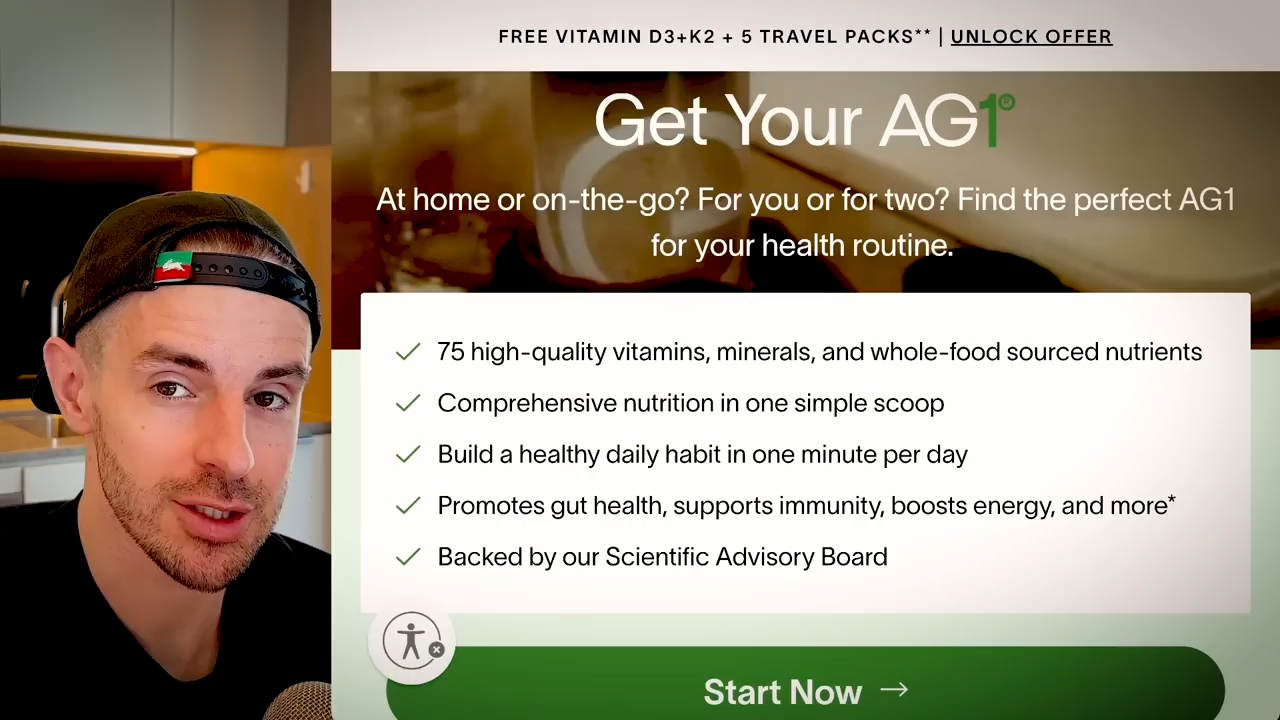 FREE VITAMIN D3+K2 + 5 TRAVEL PACKS** | UNLOCK OFFER
Get Your AG1®
At home or on-the-go? For you or for two? Find the perfect AG1
for your health routine.
75 high-quality vitamins, minerals, and whole-food sourced nutrients
Comprehensive nutrition in one simple scoop
Build a healthy daily habit in one minute per day
Promotes gut health, supports immunity, boosts energy, and more*
Backed by our Scientific Advisory Board
Start Now →